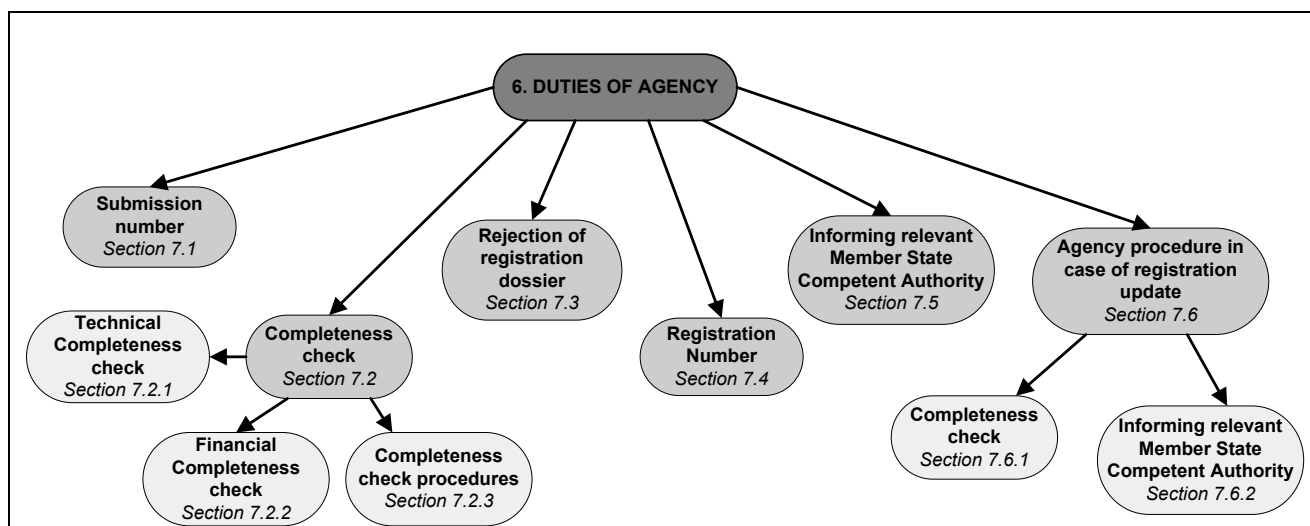 6. DUTIES OF AGENCY
Submission
number
Section 7.1
Rejection of
registration
dossier
Section 7.3
Informing relevant
Member State
Competent Authority
Section 7.5
Agency procedure in
case of registration
update
Section 7.6
Technical
Completeness
check
Section 7.2.1
Completeness
check
Section 7.2
Registration
Number
Section 7.4
Financial
Completeness
check
Section 7.2.2
Completeness
check procedures
Section 7.2.3
Completeness
check
Section 7.6.1
Informing relevant
Member State
Competent Authority
Section 7.6.2